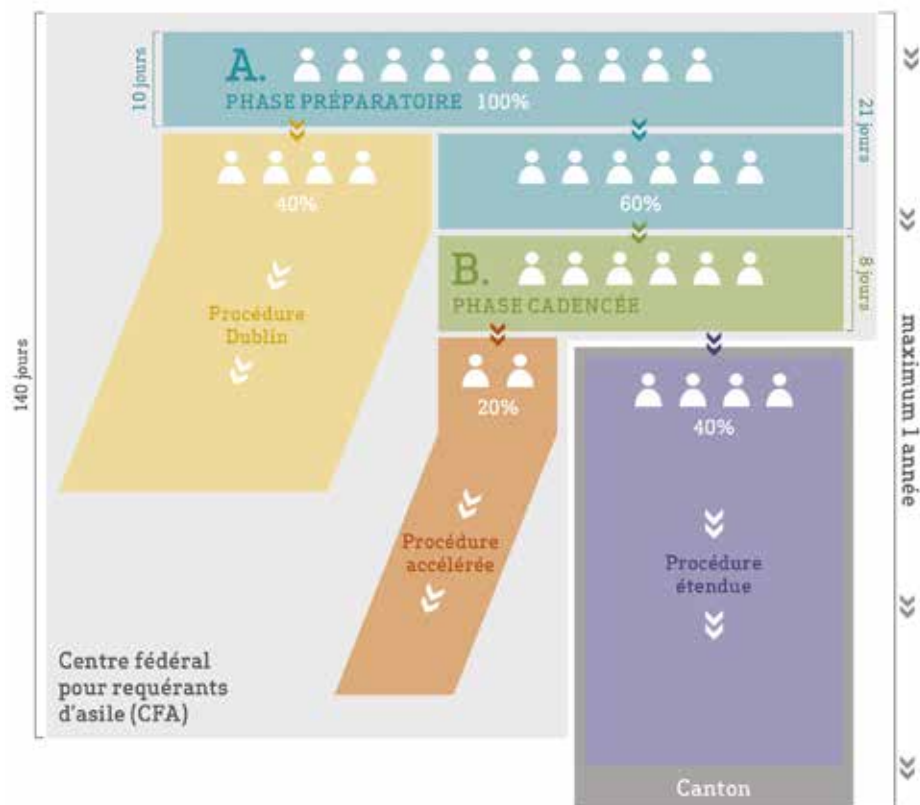 10 jours
A.
PHASE PRÉPARATOIRE 100%
21 jours
40%
60%
B.
PHASE CADENCÉE
8 jours
Procédure
Dublin
140 jours
20%
40%
maximum 1 année
Procédure
accélérée
Procédure
étendue
Centre fédéral
pour requérants
d'asile (CFA)
Canton